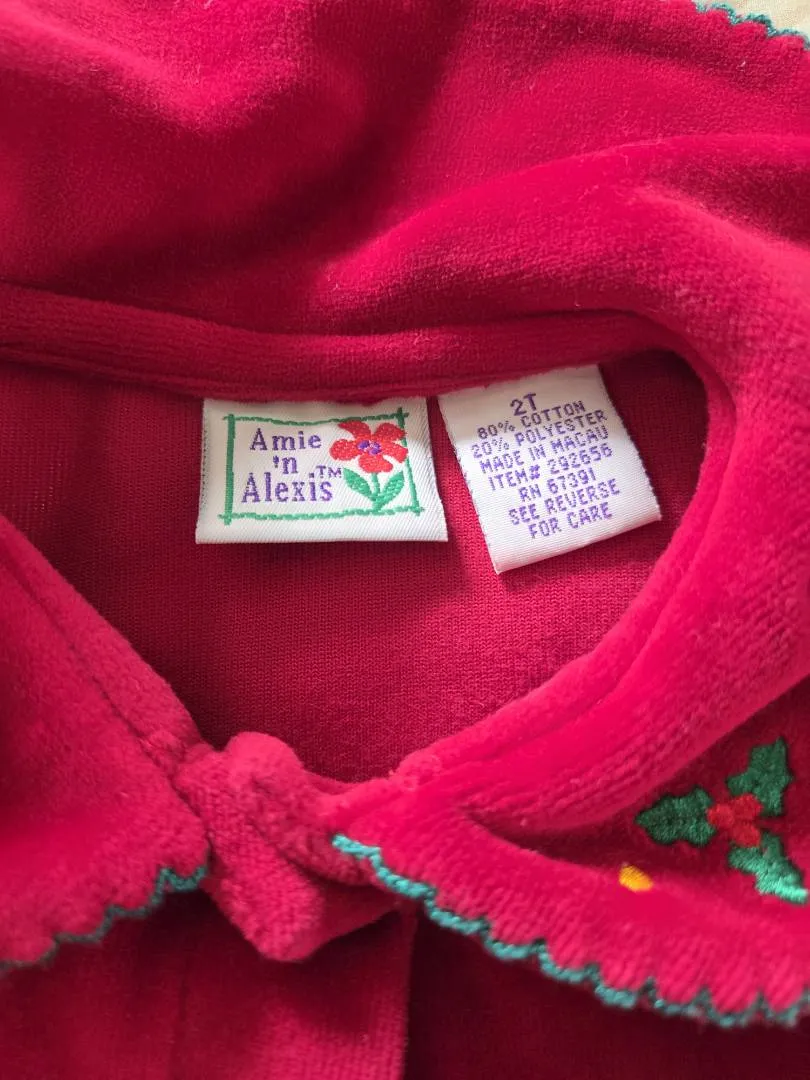 Amie
'n
Alexis™
2T
80% COTTON
20% POLYESTER
MADE IN MACAU
ITEM# 292656
RN 67391
SEE REVERSE
FOR CARE